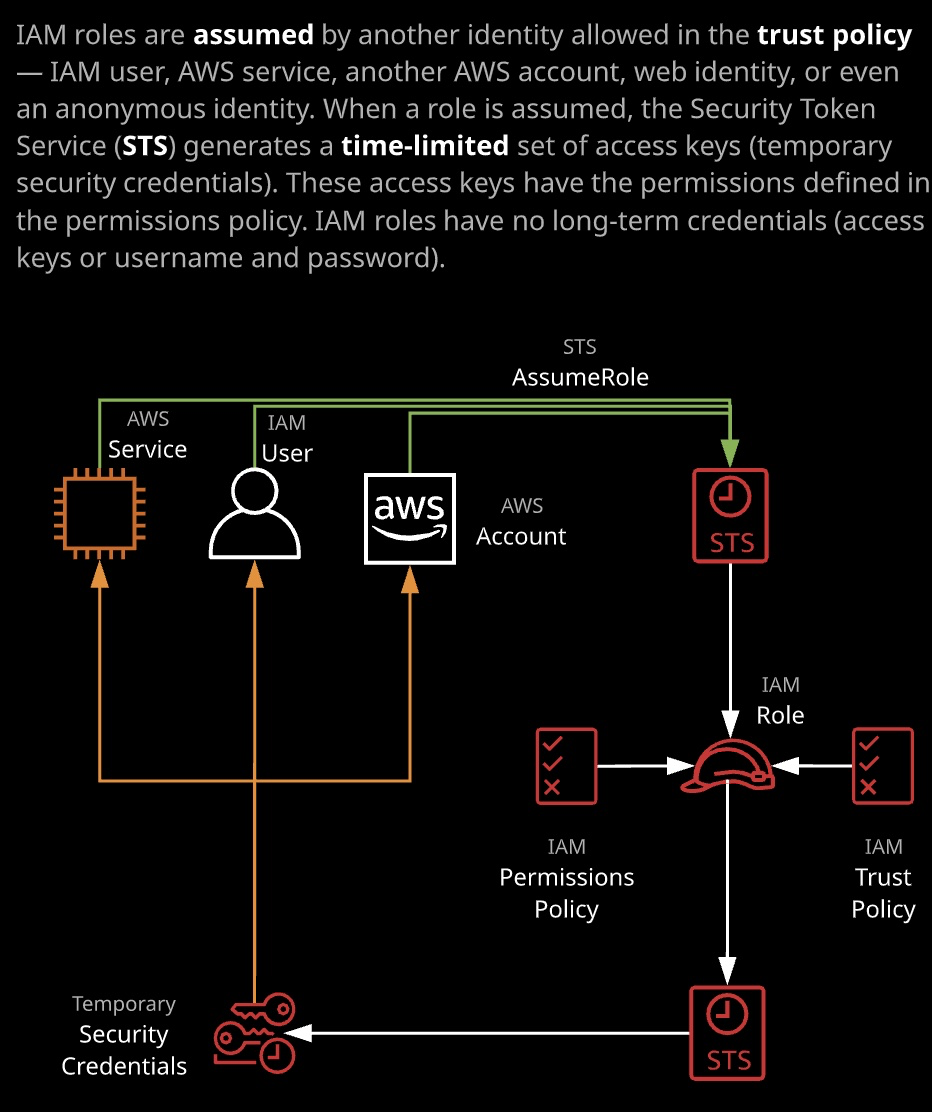 IAM roles are assumed by another identity allowed in the trust policy
— IAM user, AWS service, another AWS account, web identity, or even
an anonymous identity. When a role is assumed, the Security Token
Service (STS) generates a time-limited set of access keys (temporary
security credentials). These access keys have the permissions defined in
the permissions policy. IAM roles have no long-term credentials (access
keys or username and password).
STS
AssumeRole
AWS
Service
IAM
User
aws
AWS
Account
STS
IAM
Role
IAM
Permissions
Policy
IAM
Trust
Policy
Temporary
Security
Credentials
STS